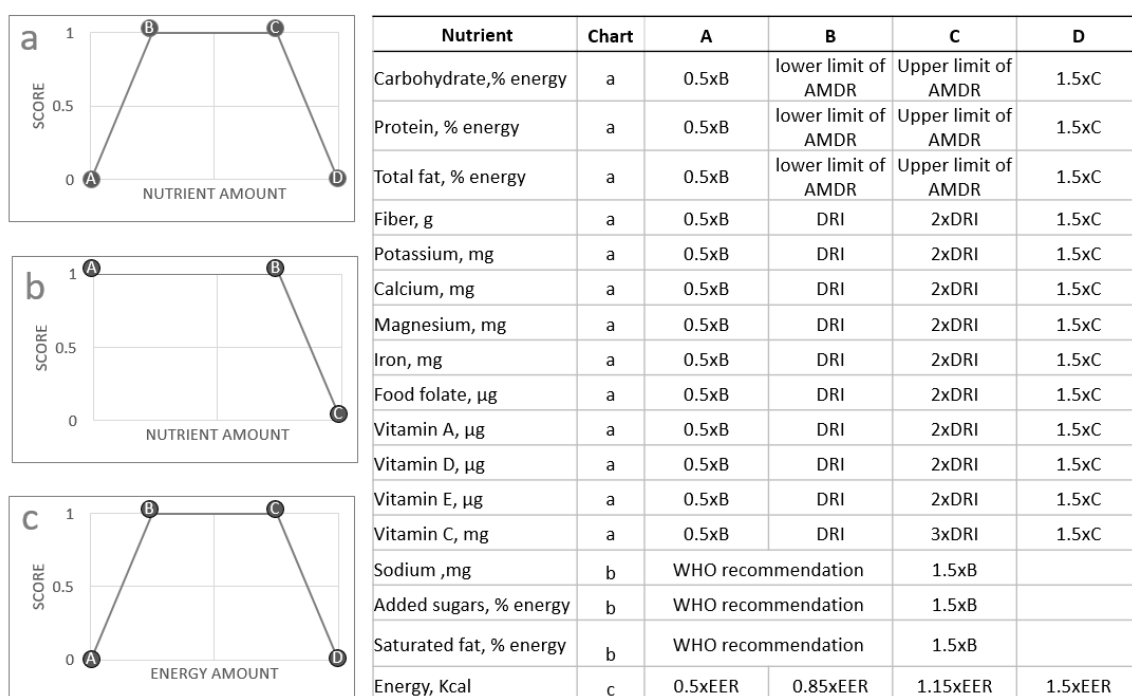 a
1
0.5
0
SCORE
A
B
C
D
NUTRIENT AMOUNT
b
1
0.5
0
SCORE
A
B
C
NUTRIENT AMOUNT
c
1
0.5
0
SCORE
A
B
C
D
ENERGY AMOUNT
Nutrient Chart A B C D
Carbohydrate,% energy a 0.5xB lower limit of AMDR Upper limit of AMDR 1.5xC
Protein, % energy a 0.5xB lower limit of AMDR Upper limit of AMDR 1.5xC
Total fat, % energy a 0.5xB lower limit of AMDR Upper limit of AMDR 1.5xC
Fiber, g a 0.5xB DRI 2xDRI 1.5xC
Potassium, mg a 0.5xB DRI 2xDRI 1.5xC
Calcium, mg a 0.5xB DRI 2xDRI 1.5xC
Magnesium, mg a 0.5xB DRI 2xDRI 1.5xC
Iron, mg a 0.5xB DRI 2xDRI 1.5xC
Food folate, µg a 0.5xB DRI 2xDRI 1.5xC
Vitamin A, µg a 0.5xB DRI 2xDRI 1.5xC
Vitamin D, µg a 0.5xB DRI 2xDRI 1.5xC
Vitamin E, µg a 0.5xB DRI 2xDRI 1.5xC
Vitamin C, mg a 0.5xB DRI 3xDRI 1.5xC
Sodium ,mg b WHO recommendation 1.5xB
Added sugars, % energy b WHO recommendation 1.5xB
Saturated fat, % energy b WHO recommendation 1.5xB
Energy, Kcal c 0.5xEER 0.85xEER 1.15xEER 1.5xEER